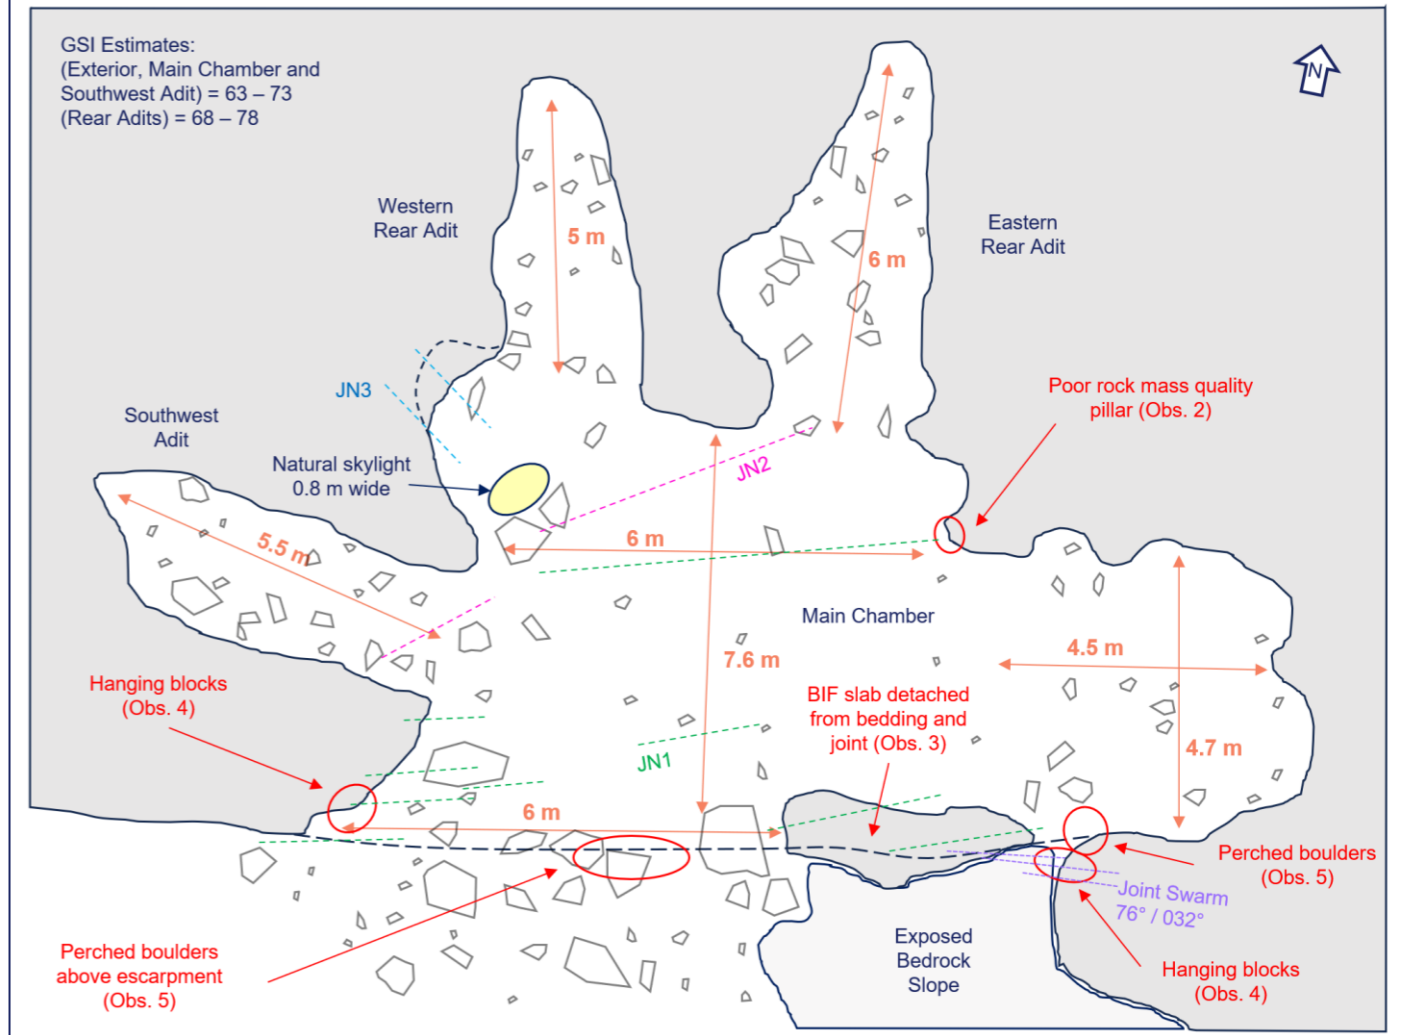 GSI Estimates:
(Exterior, Main Chamber and
Southwest Adit) = 63 – 73
(Rear Adits) = 68 – 78
N
Western
Rear Adit
5 m
Eastern
Rear Adit
6 m
JN3
Southwest
Adit
Natural skylight
0.8 m wide
JN2
Poor rock mass quality
pillar (Obs. 2)
5.5 m
6 m
Main Chamber
7.6 m
4.5 m
4.7 m
Hanging blocks
(Obs. 4)
BIF slab detached
from bedding and
joint (Obs. 3)
JN1
6 m
Perched boulders
(Obs. 5)
Joint Swarm
76° / 032°
Perched boulders
above escarpment
(Obs. 5)
Exposed
Bedrock
Slope
Hanging blocks
(Obs. 4)